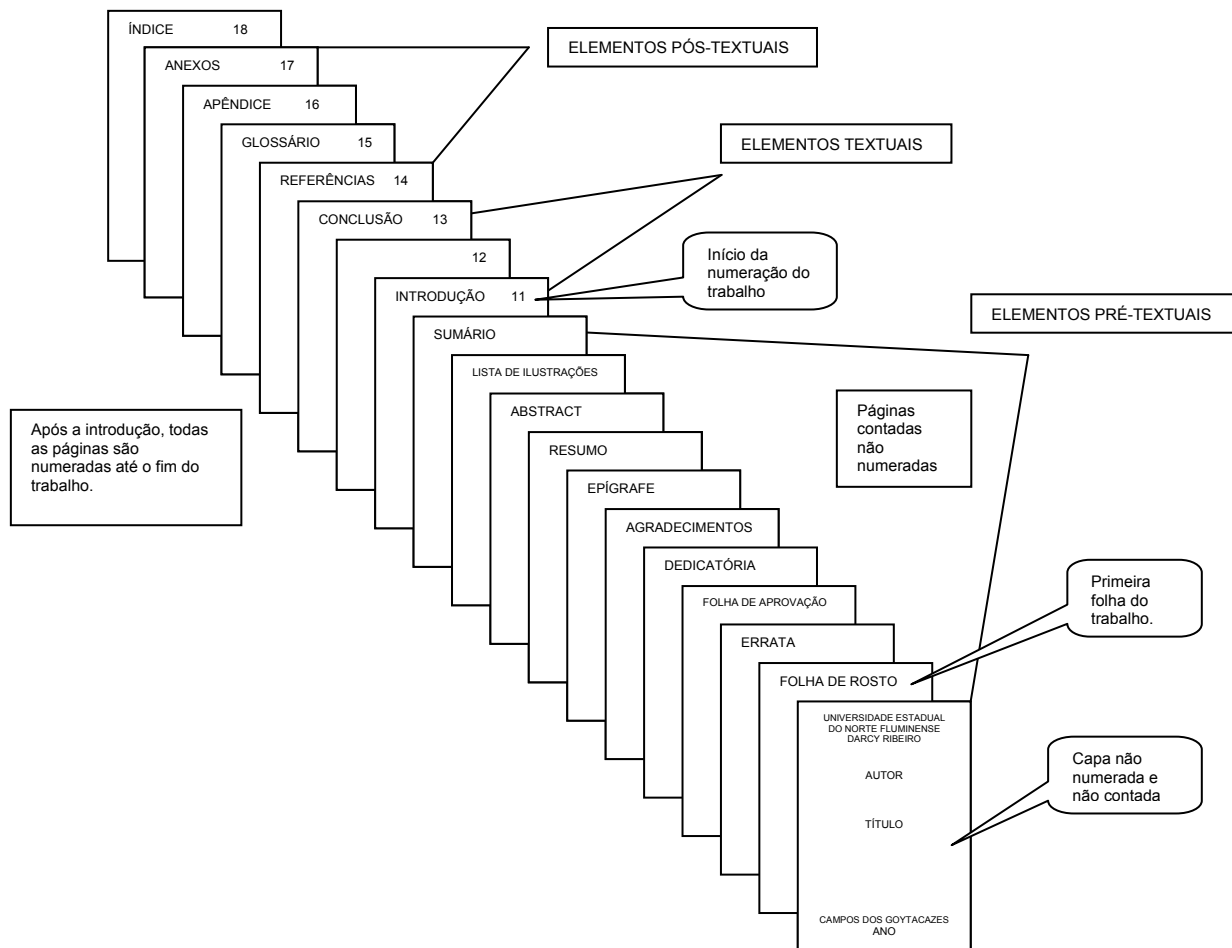 ÍNDICE 18
ELEMENTOS PÓS-TEXTUAIS
ANEXOS 17
APÊNDICE 16
GLOSSÁRIO 15
ELEMENTOS TEXTUAIS
REFERÊNCIAS 14
CONCLUSÃO 13
12
Início da
numeração do
trabalho
INTRODUÇÃO 11
ELEMENTOS PRÉ-TEXTUAIS
SUMÁRIO
LISTA DE ILUSTRAÇÕES
ABSTRACT
Páginas
contadas
não
numeradas
Após a introdução, todas
as páginas são
numeradas até o fim do
trabalho.
RESUMO
EPÍGRAFE
AGRADECIMENTOS
DEDICATÓRIA
FOLHA DE APROVAÇÃO
Primeira
folha do
trabalho.
ERRATA
FOLHA DE ROSTO
UNIVERSIDADE ESTADUAL
DO NORTE FLUMINENSE
DARCY RIBEIRO
AUTOR
TÍTULO
Capa não
numerada e
não contada
CAMPOS DOS GOYTACAZES
ANO